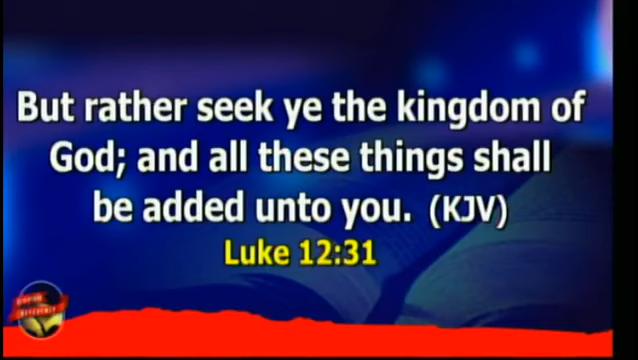 But rather seek ye the kingdom of
God; and all these things shall
be added unto you. (KJV)
Luke 12:31